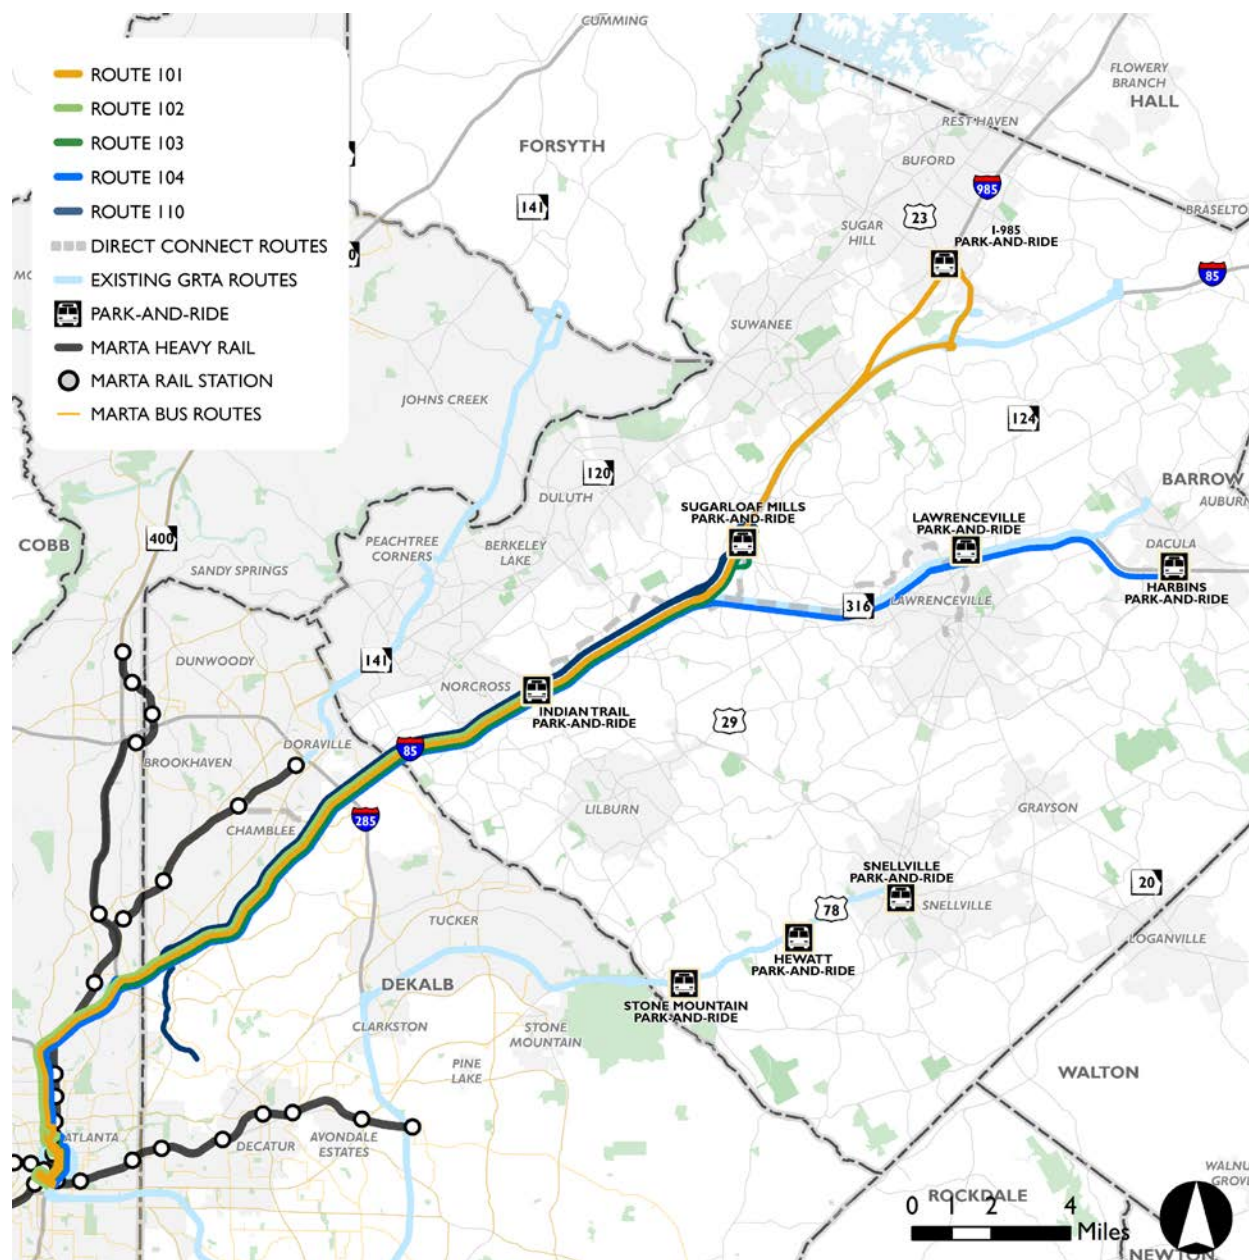 CUMMING
ROUTE 101
ROUTE 102
ROUTE 103
ROUTE 104
ROUTE 110
DIRECT CONNECT ROUTES
EXISTING GRTA ROUTES
PARK-AND-RIDE
MARTA HEAVY RAIL
MARTA RAIL STATION
MARTA BUS ROUTES
FLOWERY
BRANCH
HALL
REST HAVEN
FORSYTH
BUFORD
985
141
23
BRASELTO
SUGAR
HILL
I-985
PARK-AND-RIDE
85
SUWANEE
JOHNS CREEK
124
120
DULUTH
BARROW
AUBURN
SUGARLOAF MILLS
PARK-AND-RIDE
LAWRENCEVILLE
PARK-AND-RIDE
400
COBB
PEACHTREE
CORNERS
BERKELEY
LAKE
DACULA
SANDY SPRINGS
HARBINS
PARK-AND-RIDE
316
LAWRENCEVILLE
DUNWOODY
141
NORCROSS
INDIAN TRAIL
PARK-AND-RIDE
29
DORAVILLE
85
BROOKHAVEN
LILBURN
GRAYSON
CHAMBLEE
285
SNELLVILLE
PARK-AND-RIDE
20
SNELLVILLE
78
TUCKER
LOGANVILLE
HEWATT
PARK-AND-RIDE
DEKALB
STONE MOUNTAIN
PARK-AND-RIDE
CLARKSTON
STONE
MOUNTAIN
PINE
LAKE
WALTON
ATLANTA
DECATUR
AVONDALE
ESTATES
WALNU
GROVE
ROCKDALE
0 1 2 4
Miles
NEWTON